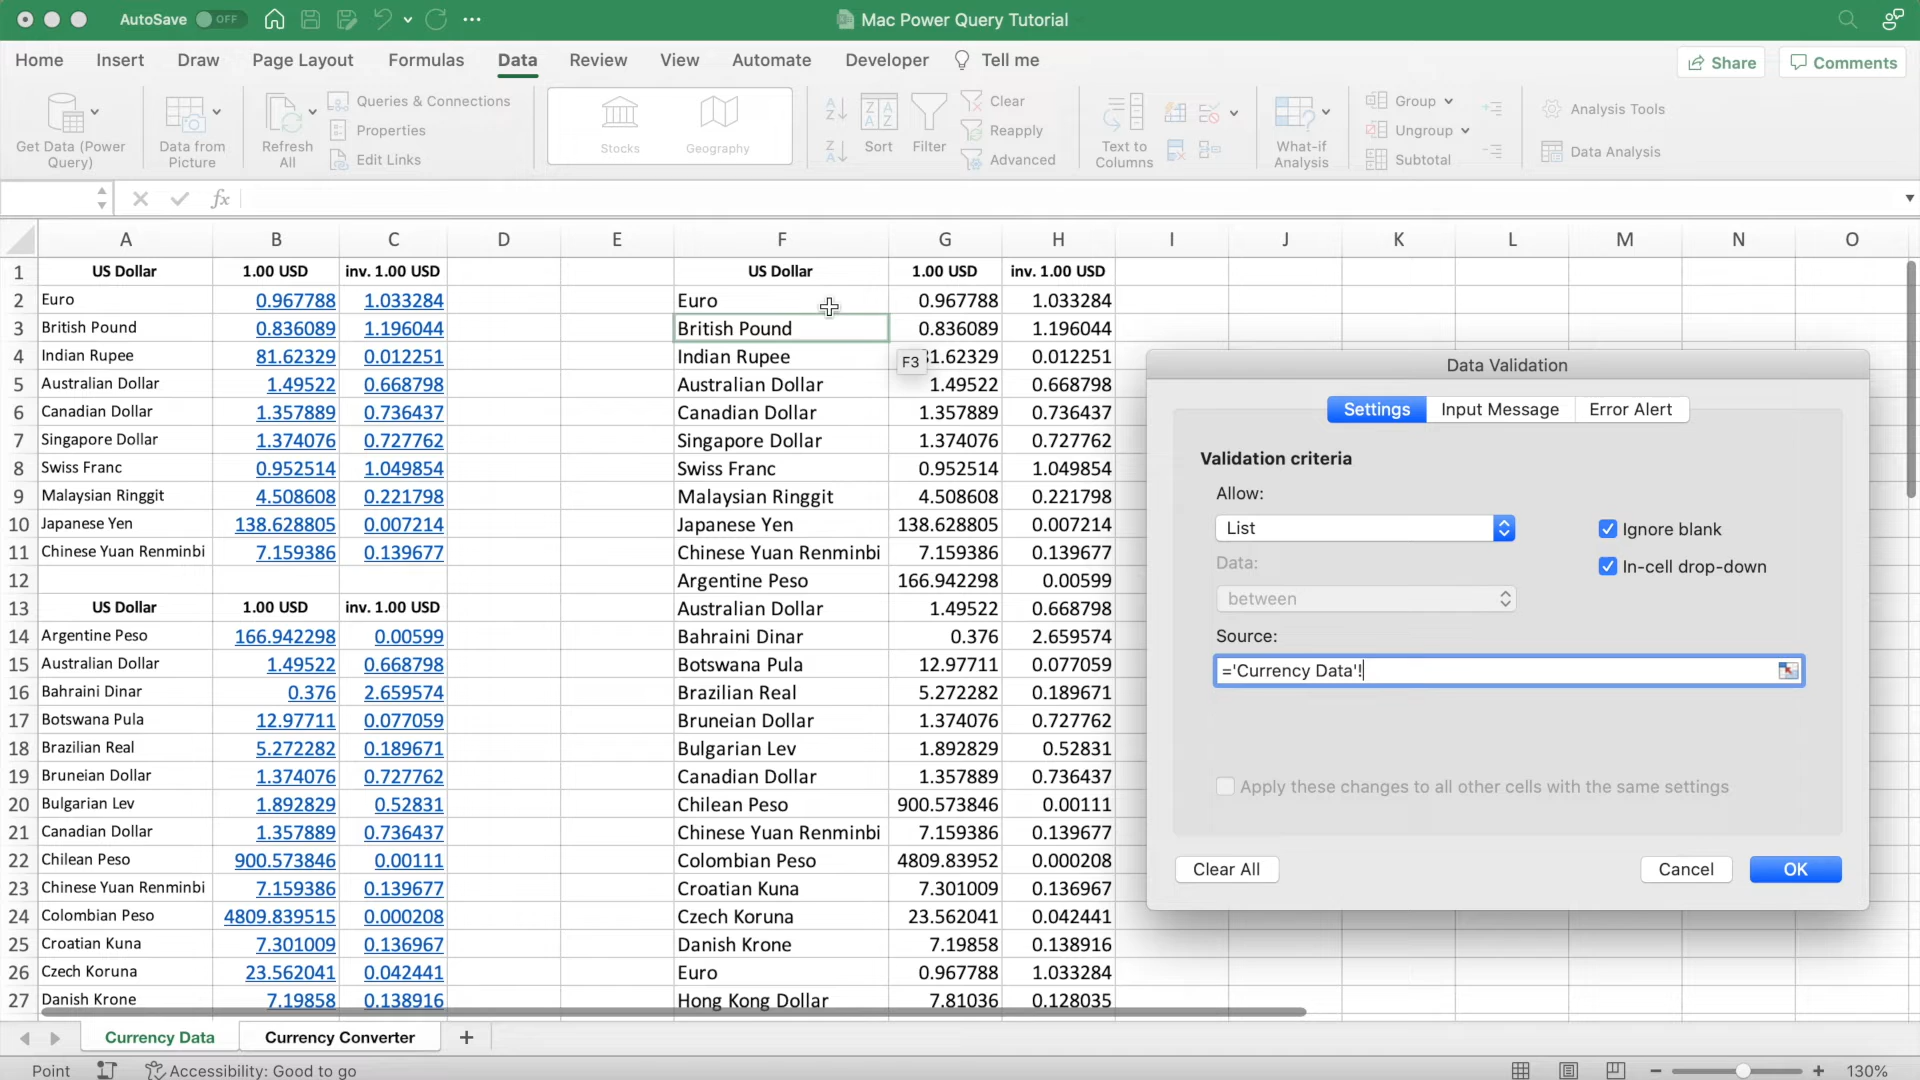 AutoSave OFF Mac Power Query Tutorial
Home Insert Draw Page Layout Formulas Data Review View Automate Developer Tell me Share Comments
Get Data (Power Query)
Data from Picture
Refresh All
Queries & Connections
Properties
Edit Links
Stocks Geography
Sort Filter
Clear
Reapply
Advanced
Text to Columns
What-if Analysis
Group
Ungroup
Subtotal
Analysis Tools
Data Analysis
fx
A B C D E F G H I J K L M N O
1 US Dollar 1.00 USD inv. 1.00 USD US Dollar 1.00 USD inv. 1.00 USD
2 Euro 0.967788 1.033284 Euro 0.967788 1.033284
3 British Pound 0.836089 1.196044 British Pound 0.836089 1.196044
4 Indian Rupee 81.62329 0.012251 Indian Rupee F3 31.62329 0.012251
5 Australian Dollar 1.49522 0.668798 Australian Dollar 1.49522 0.668798
6 Canadian Dollar 1.357889 0.736437 Canadian Dollar 1.357889 0.736437
7 Singapore Dollar 1.374076 0.727762 Singapore Dollar 1.374076 0.727762
8 Swiss Franc 0.952514 1.049854 Swiss Franc 0.952514 1.049854
9 Malaysian Ringgit 4.508608 0.221798 Malaysian Ringgit 4.508608 0.221798
10 Japanese Yen 138.628805 0.007214 Japanese Yen 138.628805 0.007214
11 Chinese Yuan Renminbi 7.159386 0.139677 Chinese Yuan Renminbi 7.159386 0.139677
12 Argentine Peso 166.942298 0.00599
13 US Dollar 1.00 USD inv. 1.00 USD Australian Dollar 1.49522 0.668798
14 Argentine Peso 166.942298 0.00599 Bahraini Dinar 0.376 2.659574
15 Australian Dollar 1.49522 0.668798 Botswana Pula 12.97711 0.077059
16 Bahraini Dinar 0.376 2.659574 Brazilian Real 5.272282 0.189671
17 Botswana Pula 12.97711 0.077059 Bruneian Dollar 1.374076 0.727762
18 Brazilian Real 5.272282 0.189671 Bulgarian Lev 1.892829 0.52831
19 Bruneian Dollar 1.374076 0.727762 Canadian Dollar 1.357889 0.736437
20 Bulgarian Lev 1.892829 0.52831 Chilean Peso 900.573846 0.00111
21 Canadian Dollar 1.357889 0.736437 Chinese Yuan Renminbi 7.159386 0.139677
22 Chilean Peso 900.573846 0.00111 Colombian Peso 4809.83952 0.000208
23 Chinese Yuan Renminbi 7.159386 0.139677 Croatian Kuna 7.301009 0.136967
24 Colombian Peso 4809.839515 0.000208 Czech Koruna 23.562041 0.042441
25 Croatian Kuna 7.301009 0.136967 Danish Krone 7.19858 0.138916
26 Czech Koruna 23.562041 0.042441 Euro 0.967788 1.033284
27 Danish Krone 7.19858 0.138916 Hong Kong Dollar 7.81036 0.128035
Data Validation
Settings Input Message Error Alert
Validation criteria
Allow:
List
Ignore blank
Data:
In-cell drop-down
between
Source:
='Currency Data'!
Apply these changes to all other cells with the same settings
Clear All Cancel OK
Currency Data Currency Converter +
Point Accessibility: Good to go 130%